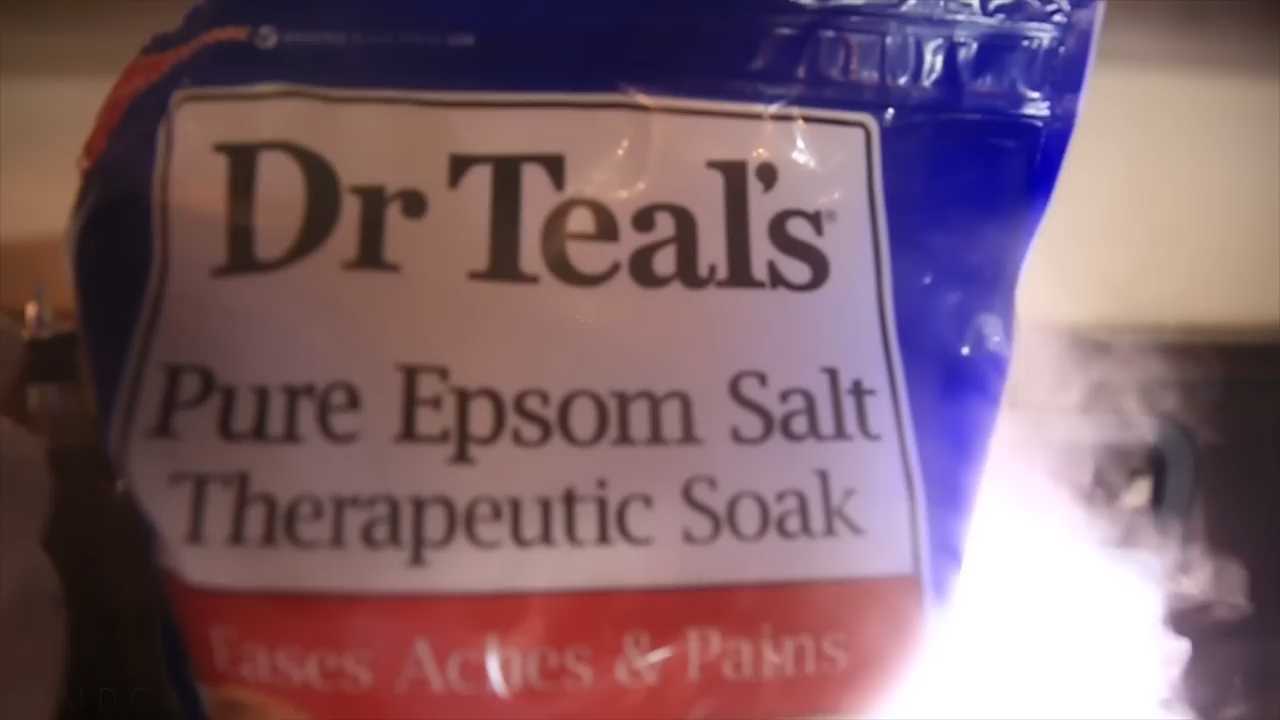 Dr Teal's®
Pure Epsom Salt
Therapeutic Soak
Eases Aches & Pains